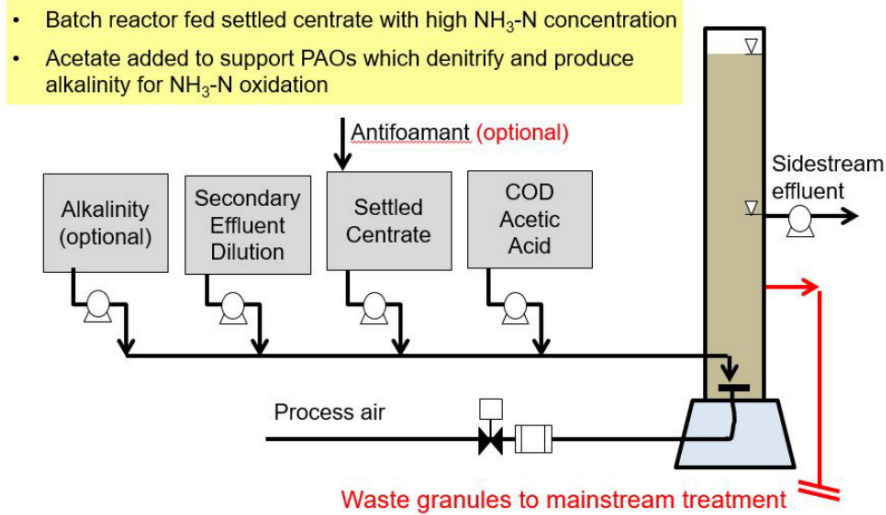 • Batch reactor fed settled centrate with high NH₃-N concentration
• Acetate added to support PAOs which denitrify and produce
alkalinity for NH₃-N oxidation
Antifoamant (optional)
Alkalinity
(optional)
Secondary
Effluent
Dilution
Settled
Centrate
COD
Acetic
Acid
Sidestream
effluent
Process air
Waste granules to mainstream treatment